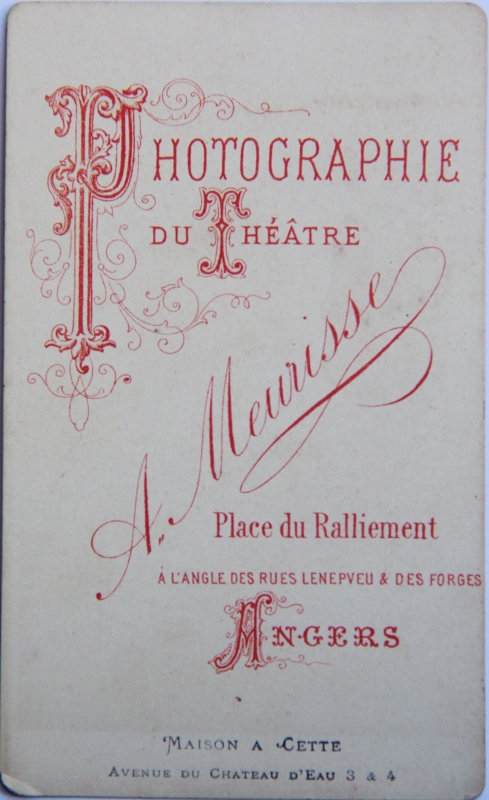 PHOTOGRAPHIE
DU THÉÂTRE
A. Meurisse
Place du Ralliement
À L'ANGLE DES RUES LENEPVEU & DES FORGES
ANGERS
MAISON A CETTE
AVENUE DU CHATEAU D'EAU 3 & 4